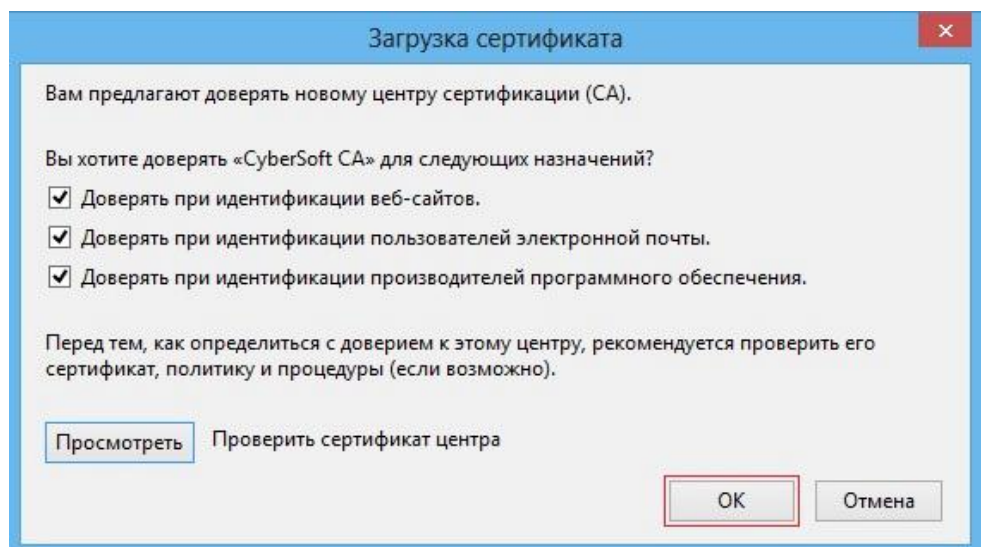 Загрузка сертификата
Вам предлагают доверять новому центру сертификации (CA).
Вы хотите доверять «CyberSoft CA» для следующих назначений?
Доверять при идентификации веб-сайтов.
Доверять при идентификации пользователей электронной почты.
Доверять при идентификации производителей программного обеспечения.
Перед тем, как определиться с доверием к этому центру, рекомендуется проверить его
сертификат, политику и процедуры (если возможно).
Просмотреть Проверить сертификат центра
ОК Отмена